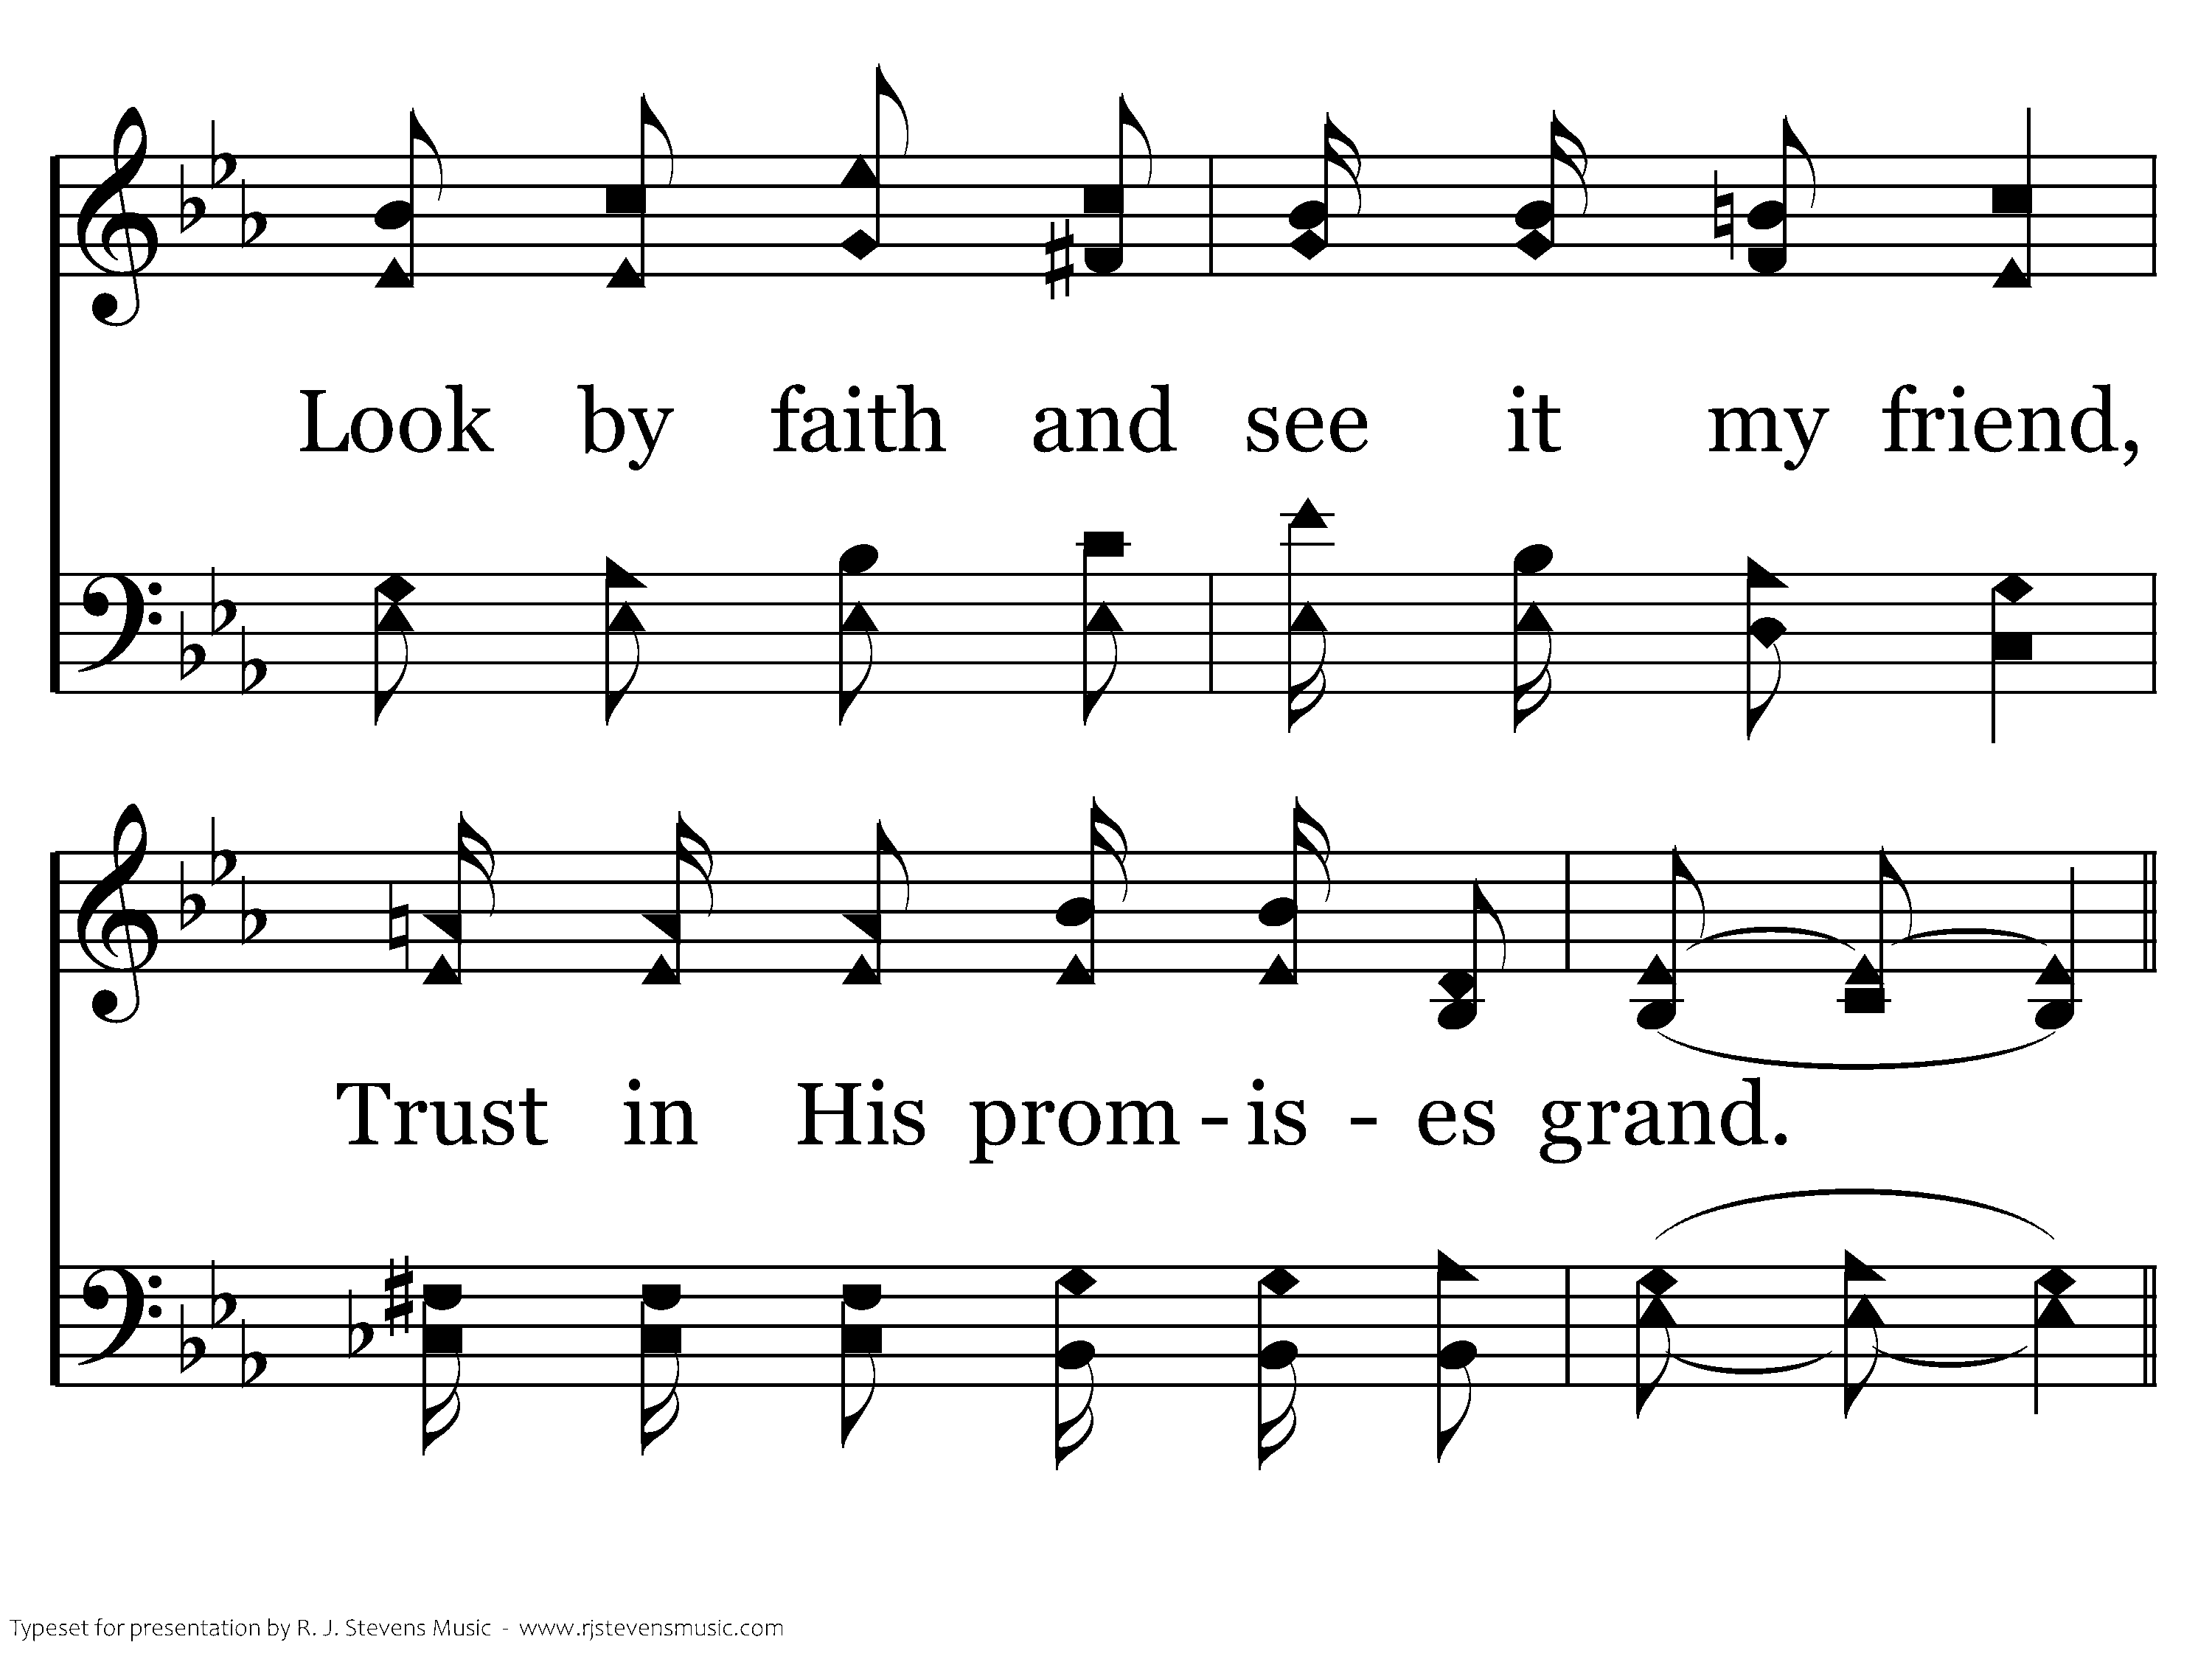 Look by faith and see it my friend,
Trust in His prom - is - es grand.
Typeset for presentation by R. J. Stevens Music - www.rjstevensmusic.com